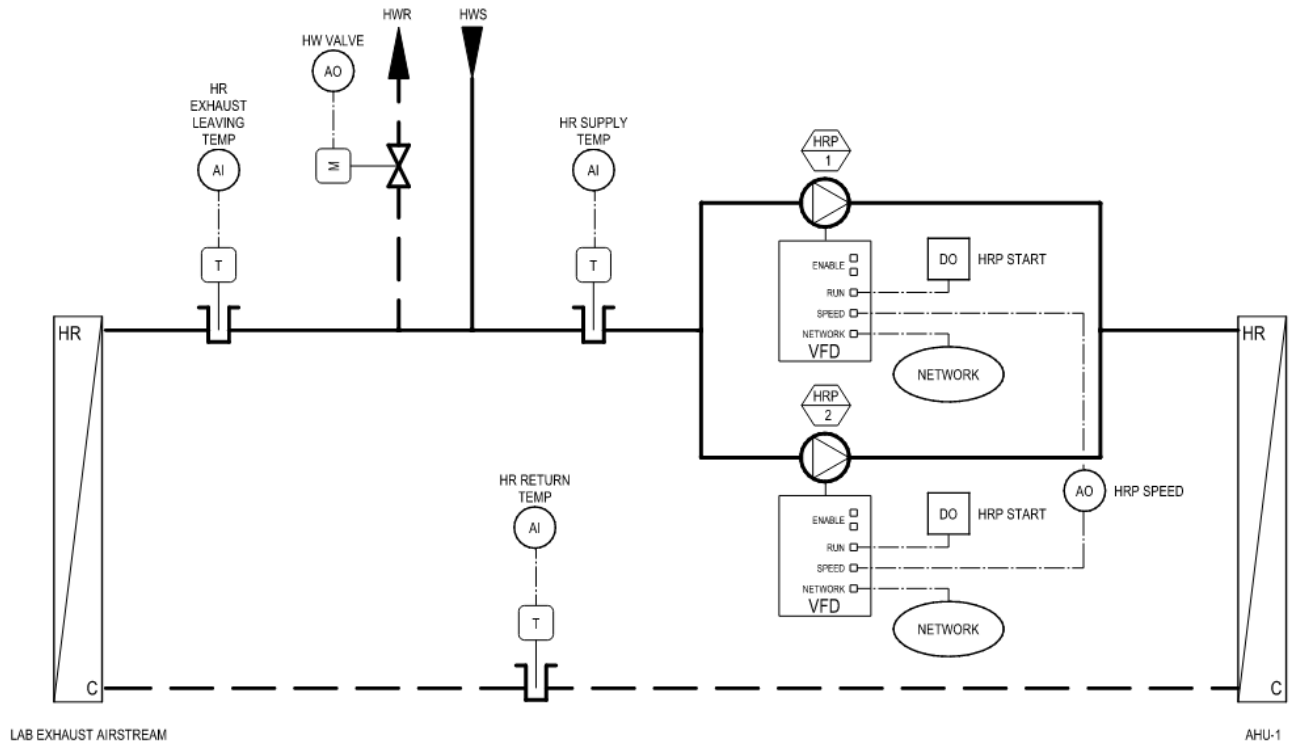 HWR
HWS
HW VALVE
AO
HR
EXHAUST
LEAVING
TEMP
AI
M
HR SUPPLY
TEMP
AI
HRP
1
T
T
ENABLE
RUN
SPEED
NETWORK
VFD
DO
HRP START
NETWORK
HR
HR
HRP
2
HR RETURN
TEMP
AI
ENABLE
RUN
SPEED
NETWORK
VFD
DO
HRP START
AO
HRP SPEED
NETWORK
T
C
C
LAB EXHAUST AIRSTREAM
AHU-1